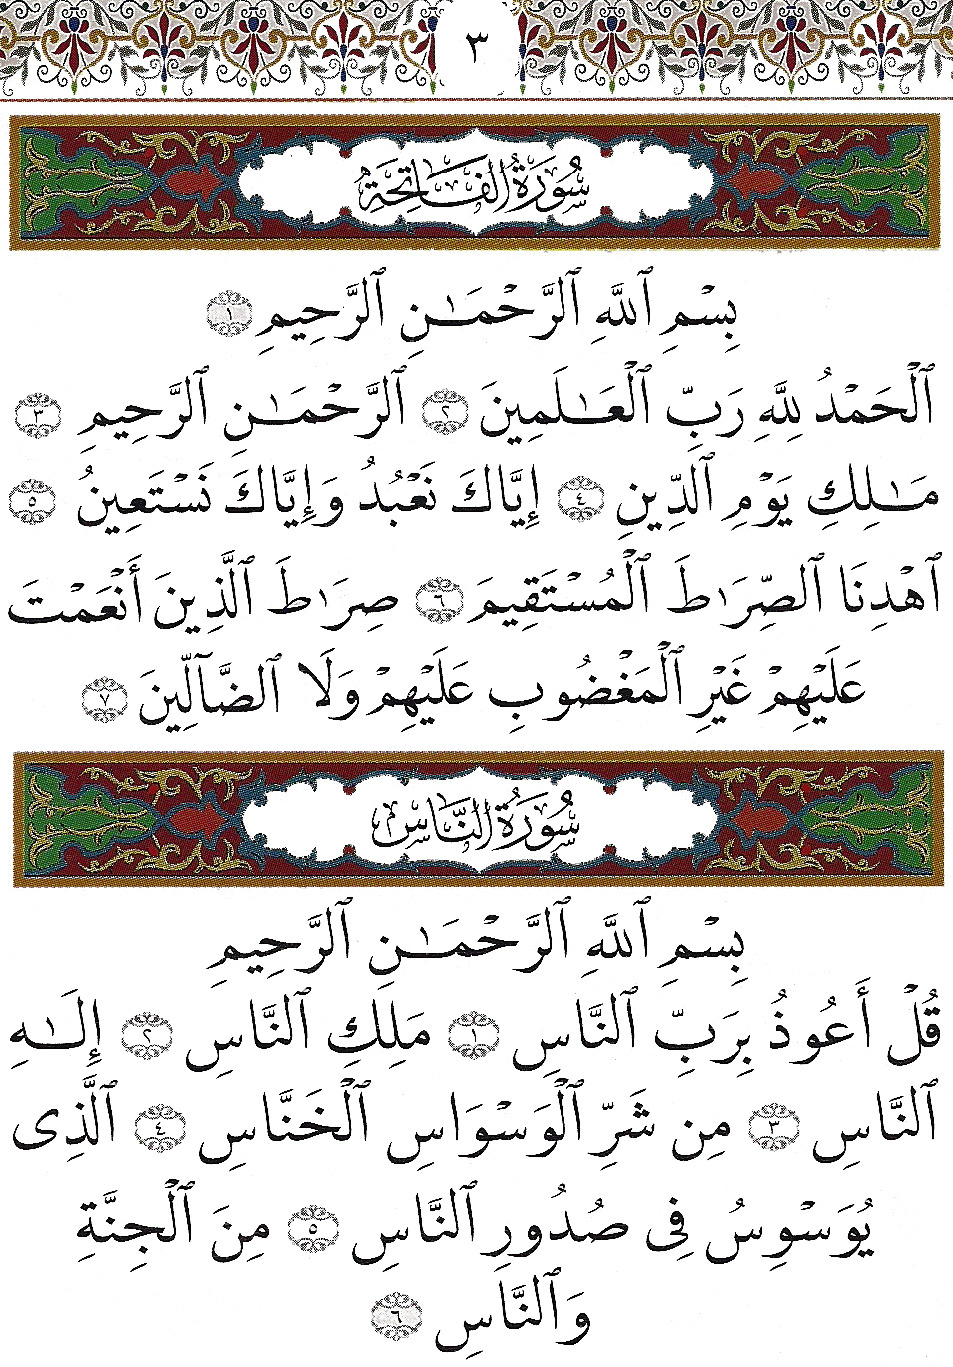 ٣
سُورَةُ الفَاتِحَةِ
بِسْمِ ٱللَّهِ ٱلرَّحْمَـٰنِ ٱلرَّحِيمِ ١
ٱلْحَمْدُ لِلَّهِ رَبِّ ٱلْعَـٰلَمِينَ ٢ ٱلرَّحْمَـٰنِ ٱلرَّحِيمِ ٣
مَـٰلِكِ يَوْمِ ٱلدِّينِ ٤ إِيَّاكَ نَعْبُدُ وَإِيَّاكَ نَسْتَعِينُ ٥
ٱهْدِنَا ٱلصِّرَٰطَ ٱلْمُسْتَقِيمَ ٦ صِرَٰطَ ٱلَّذِينَ أَنْعَمْتَ
عَلَيْهِمْ غَيْرِ ٱلْمَغْضُوبِ عَلَيْهِمْ وَلَا ٱلضَّآلِّينَ ٧
سُورَةُ النَّاسِ
بِسْمِ ٱللَّهِ ٱلرَّحْمَـٰنِ ٱلرَّحِيمِ
قُلْ أَعُوذُ بِرَبِّ ٱلنَّاسِ ١ مَلِكِ ٱلنَّاسِ ٢ إِلَـٰهِ
ٱلنَّاسِ ٣ مِن شَرِّ ٱلْوَسْوَاسِ ٱلْخَنَّاسِ ٤ ٱلَّذِى
يُوَسْوِسُ فِى صُدُورِ ٱلنَّاسِ ٥ مِنَ ٱلْجِنَّةِ
وَٱلنَّاسِ ٦